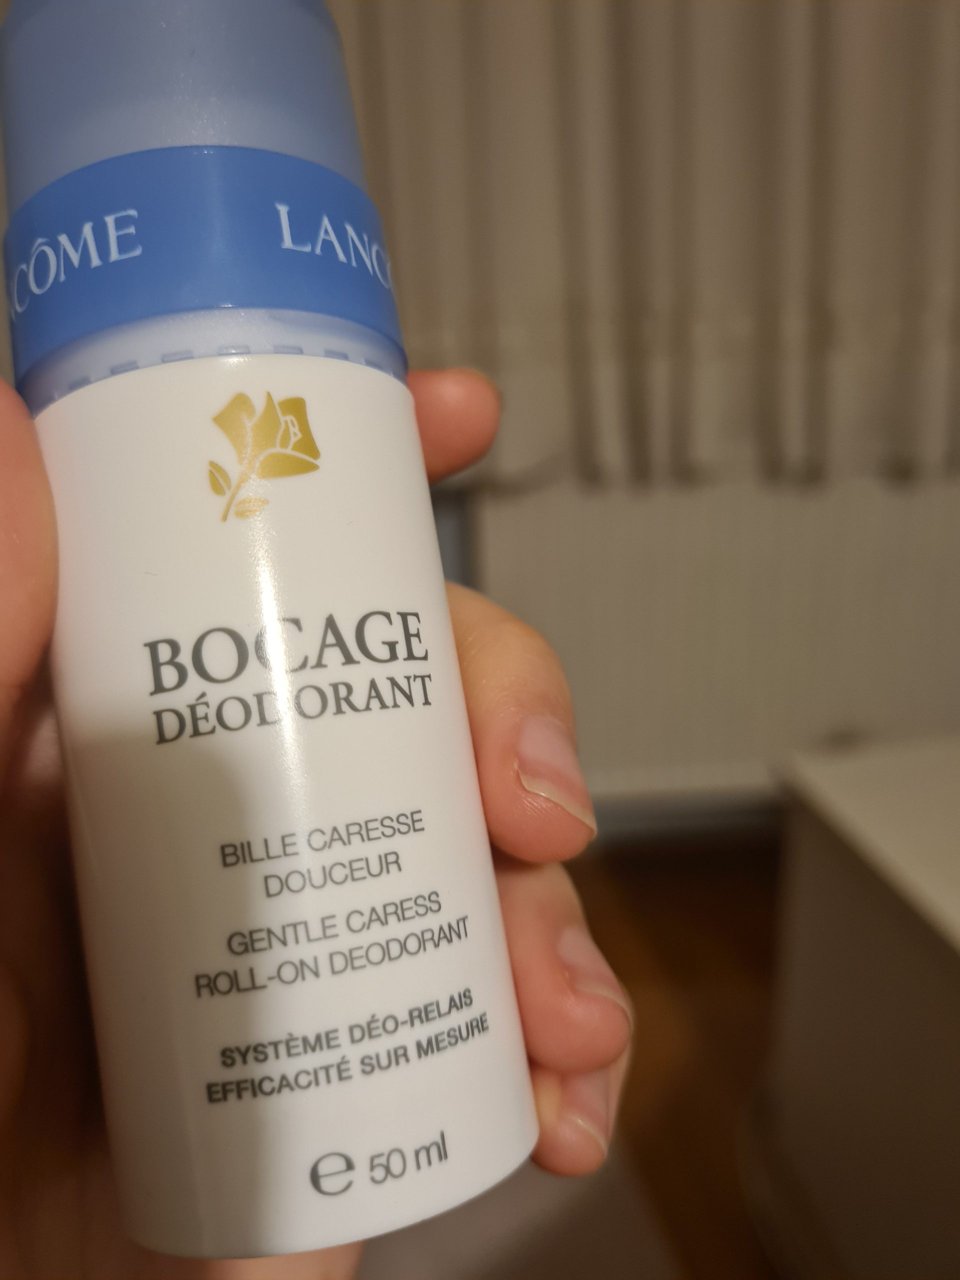 CÔME LANC
BOCAGE
DÉODORANT
BILLE CARESSE
DOUCEUR
GENTLE CARESS
ROLL-ON DEODORANT
SYSTÈME DÉO-RELAIS
EFFICACITÉ SUR MESURE
℮ 50 ml